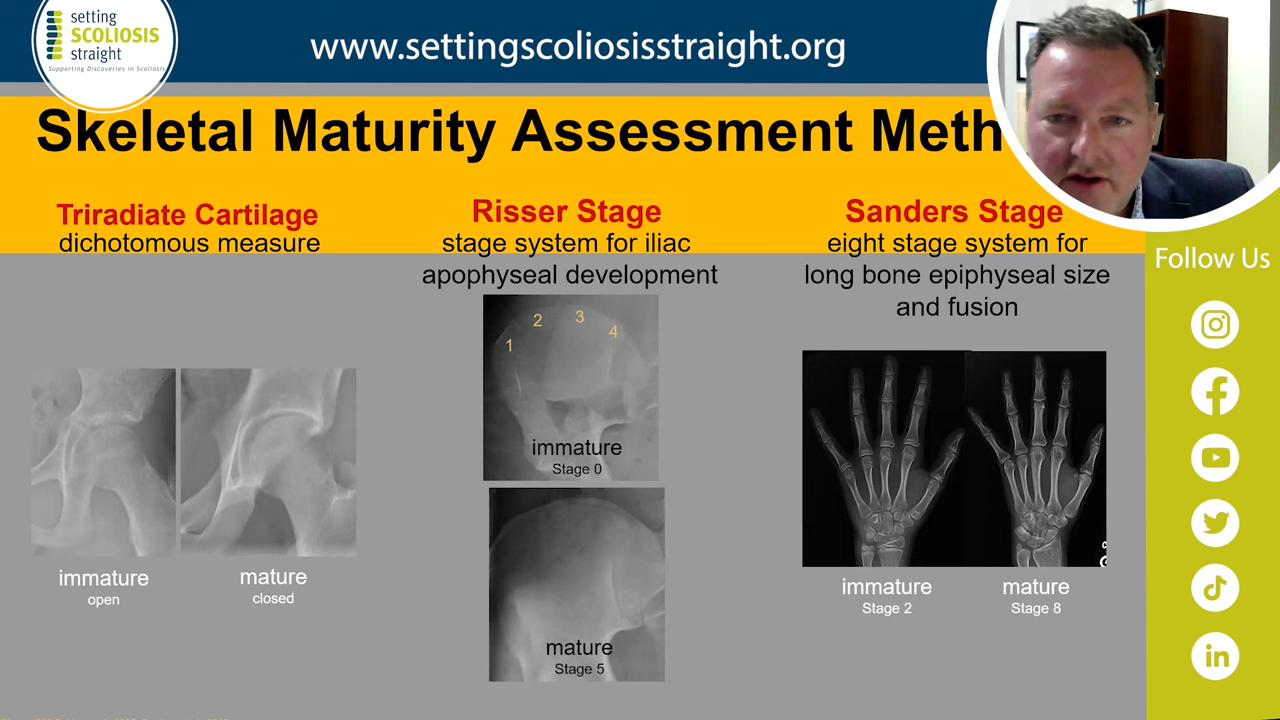 setting
SCOLIOSIS
straight
Supporting Discoveries in Scoliosis
www.settingscoliosisstraight.org
Skeletal Maturity Assessment Meth
Triradiate Cartilage
dichotomous measure
Risser Stage
stage system for iliac
apophyseal development
1
2
3
4
immature
Stage 0
mature
Stage 5
Sanders Stage
eight stage system for
long bone epiphyseal size
and fusion
immature
open
mature
closed
immature
Stage 2
mature
Stage 8
Follow Us
in